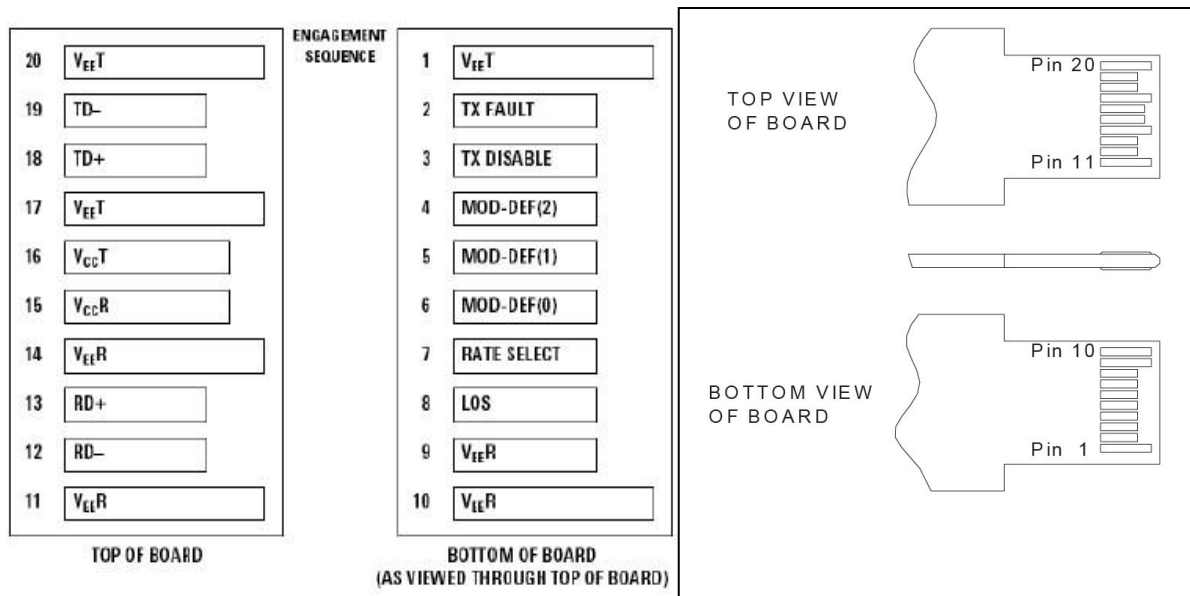 ENGAGEMENT
SEQUENCE
20 VEET
19 TD–
18 TD+
17 VEET
16 VCCT
15 VCCR
14 VEER
13 RD+
12 RD–
11 VEER
TOP OF BOARD
1 VEET
2 TX FAULT
3 TX DISABLE
4 MOD-DEF(2)
5 MOD-DEF(1)
6 MOD-DEF(0)
7 RATE SELECT
8 LOS
9 VEER
10 VEER
BOTTOM OF BOARD
(AS VIEWED THROUGH TOP OF BOARD)
TOP VIEW
OF BOARD
Pin 20
Pin 11
BOTTOM VIEW
OF BOARD
Pin 10
Pin 1